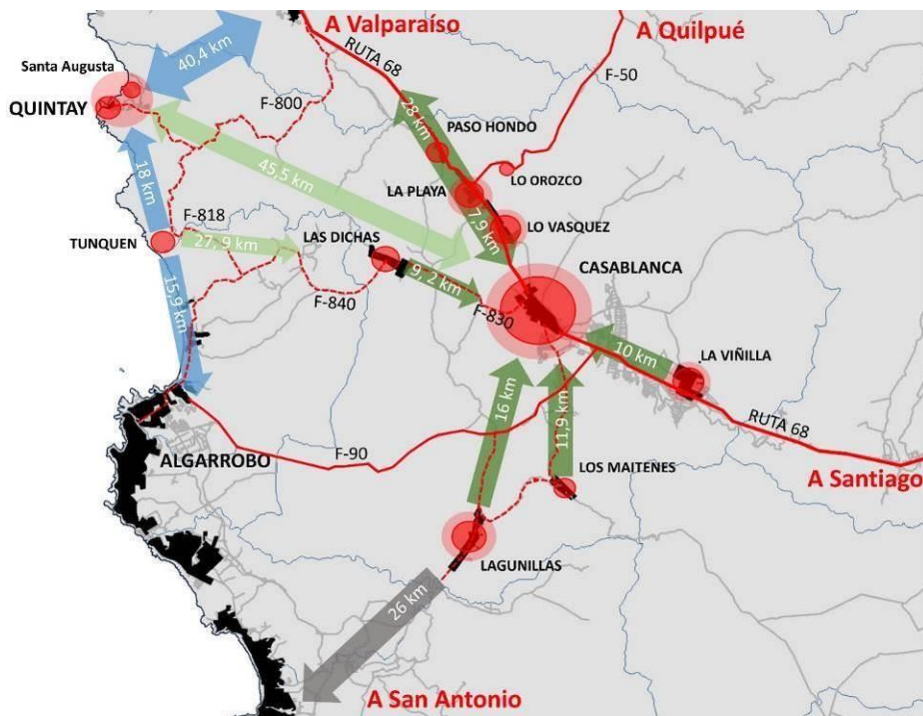 A Valparaíso
A Quilpué
RUTA 68
40,4 km
Santa Augusta
F-50
QUINTAY
F-800
28 km
PASO HONDO
45,5 km
LO OROZCO
LA PLAYA
18 km
F-818
7,9 km
LO VASQUEZ
TUNQUEN
27, 9 km
LAS DICHAS
CASABLANCA
9, 2 km
15,9 km
F-840
F-830
10 km
LA VIÑILLA
16 km
11,9 km
RUTA 68
F-90
ALGARROBO
LOS MAITENES
A Santiago
LAGUNILLAS
26 km
A San Antonio